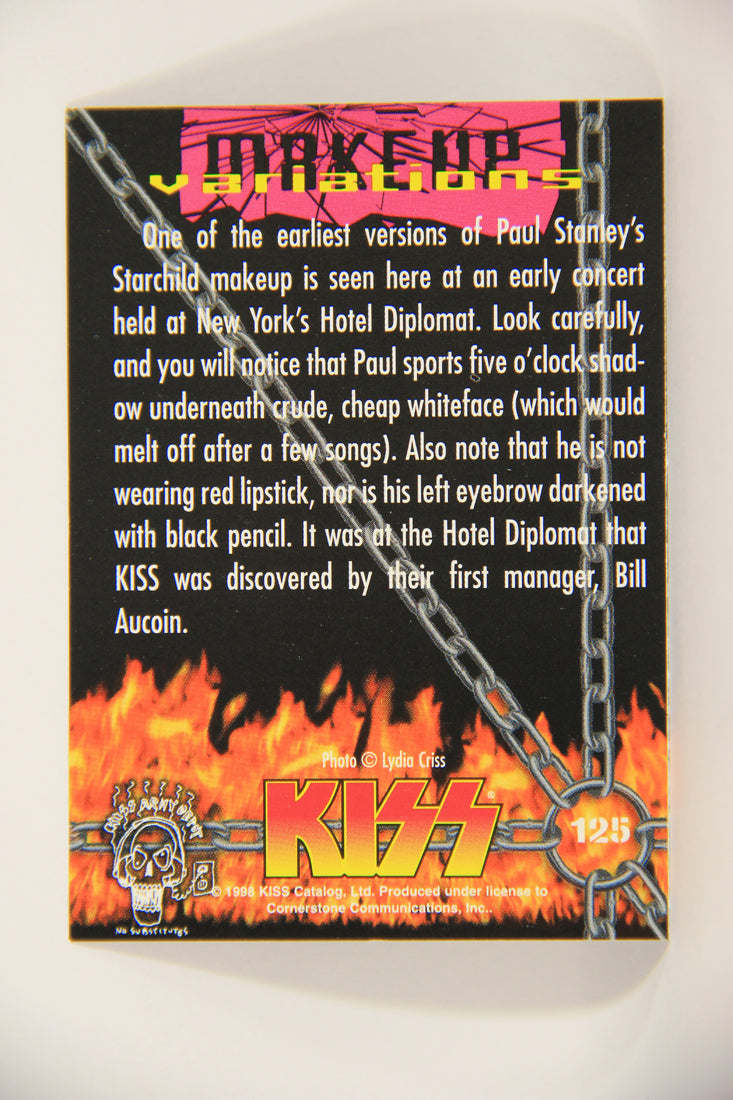 MAKEUP
variations
One of the earliest versions of Paul Stanley's
Starchild makeup is seen here at an early concert
held at New York's Hotel Diplomat. Look carefully,
and you will notice that Paul sports five o'clock shad-
ow underneath crude, cheap whiteface (which would
melt off after a few songs). Also note that he is not
wearing red lipstick, nor is his left eyebrow darkened
with black pencil. It was at the Hotel Diplomat that
KISS was discovered by their first manager, Bill
Aucoin.
Photo © Lydia Criss
KISS®
125
KISS ARMY DEPOT
NO SUBSTITUTES
© 1998 KISS Catalog, Ltd. Produced under license to
Cornerstone Communications, Inc..